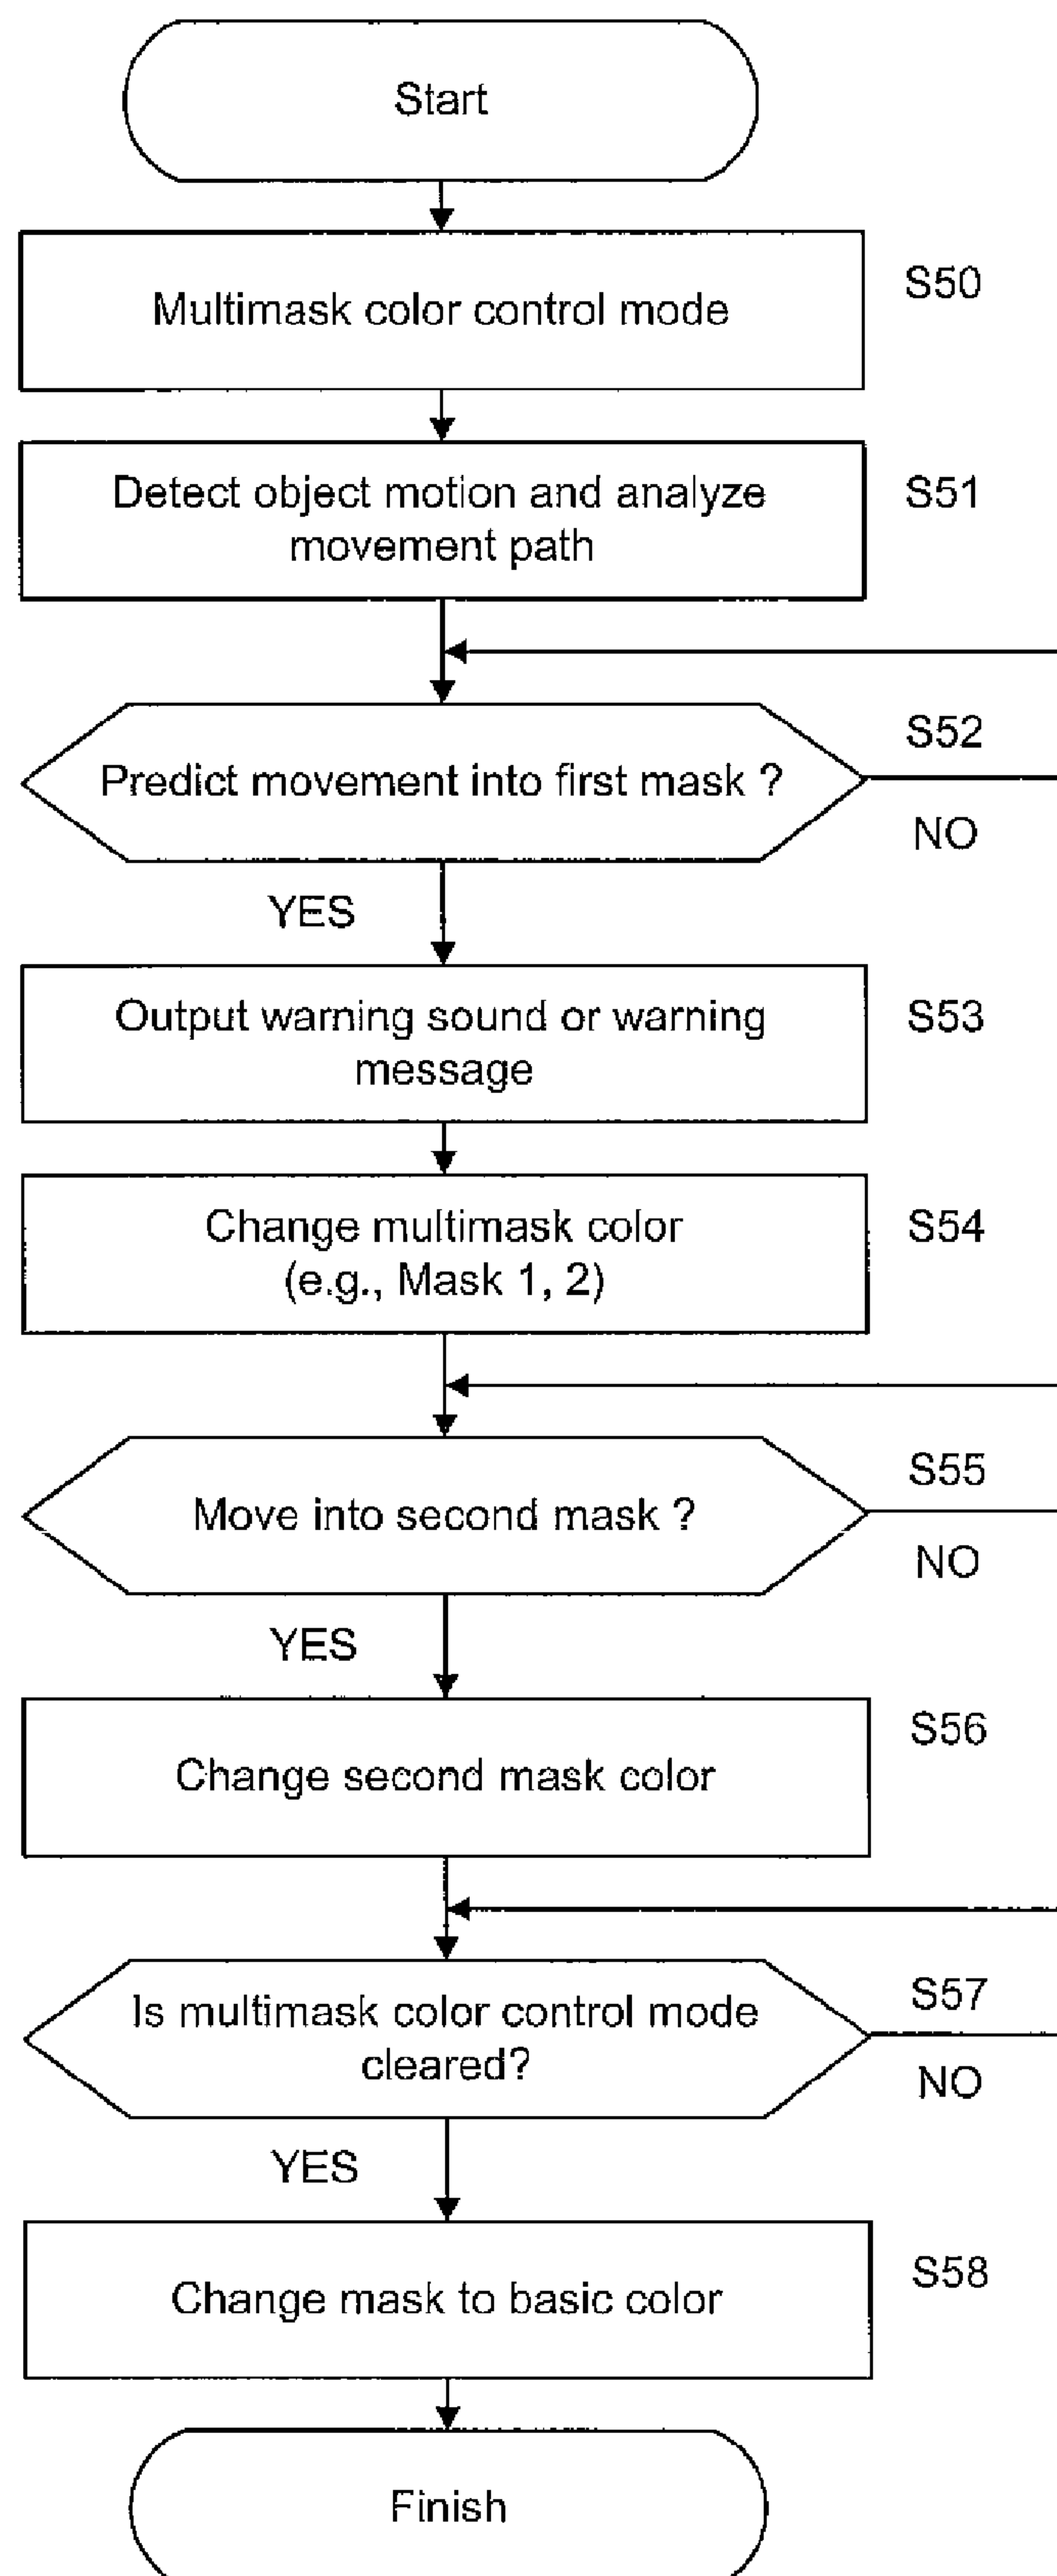 Start
Multimask color control mode
S50
Detect object motion and analyze
movement path
S51
Predict movement into first mask ?
S52
NO
YES
Output warning sound or warning
message
S53
Change multimask color
(e.g., Mask 1, 2)
S54
Move into second mask ?
S55
NO
YES
Change second mask color
S56
Is multimask color control mode
cleared?
S57
NO
YES
Change mask to basic color
S58
Finish